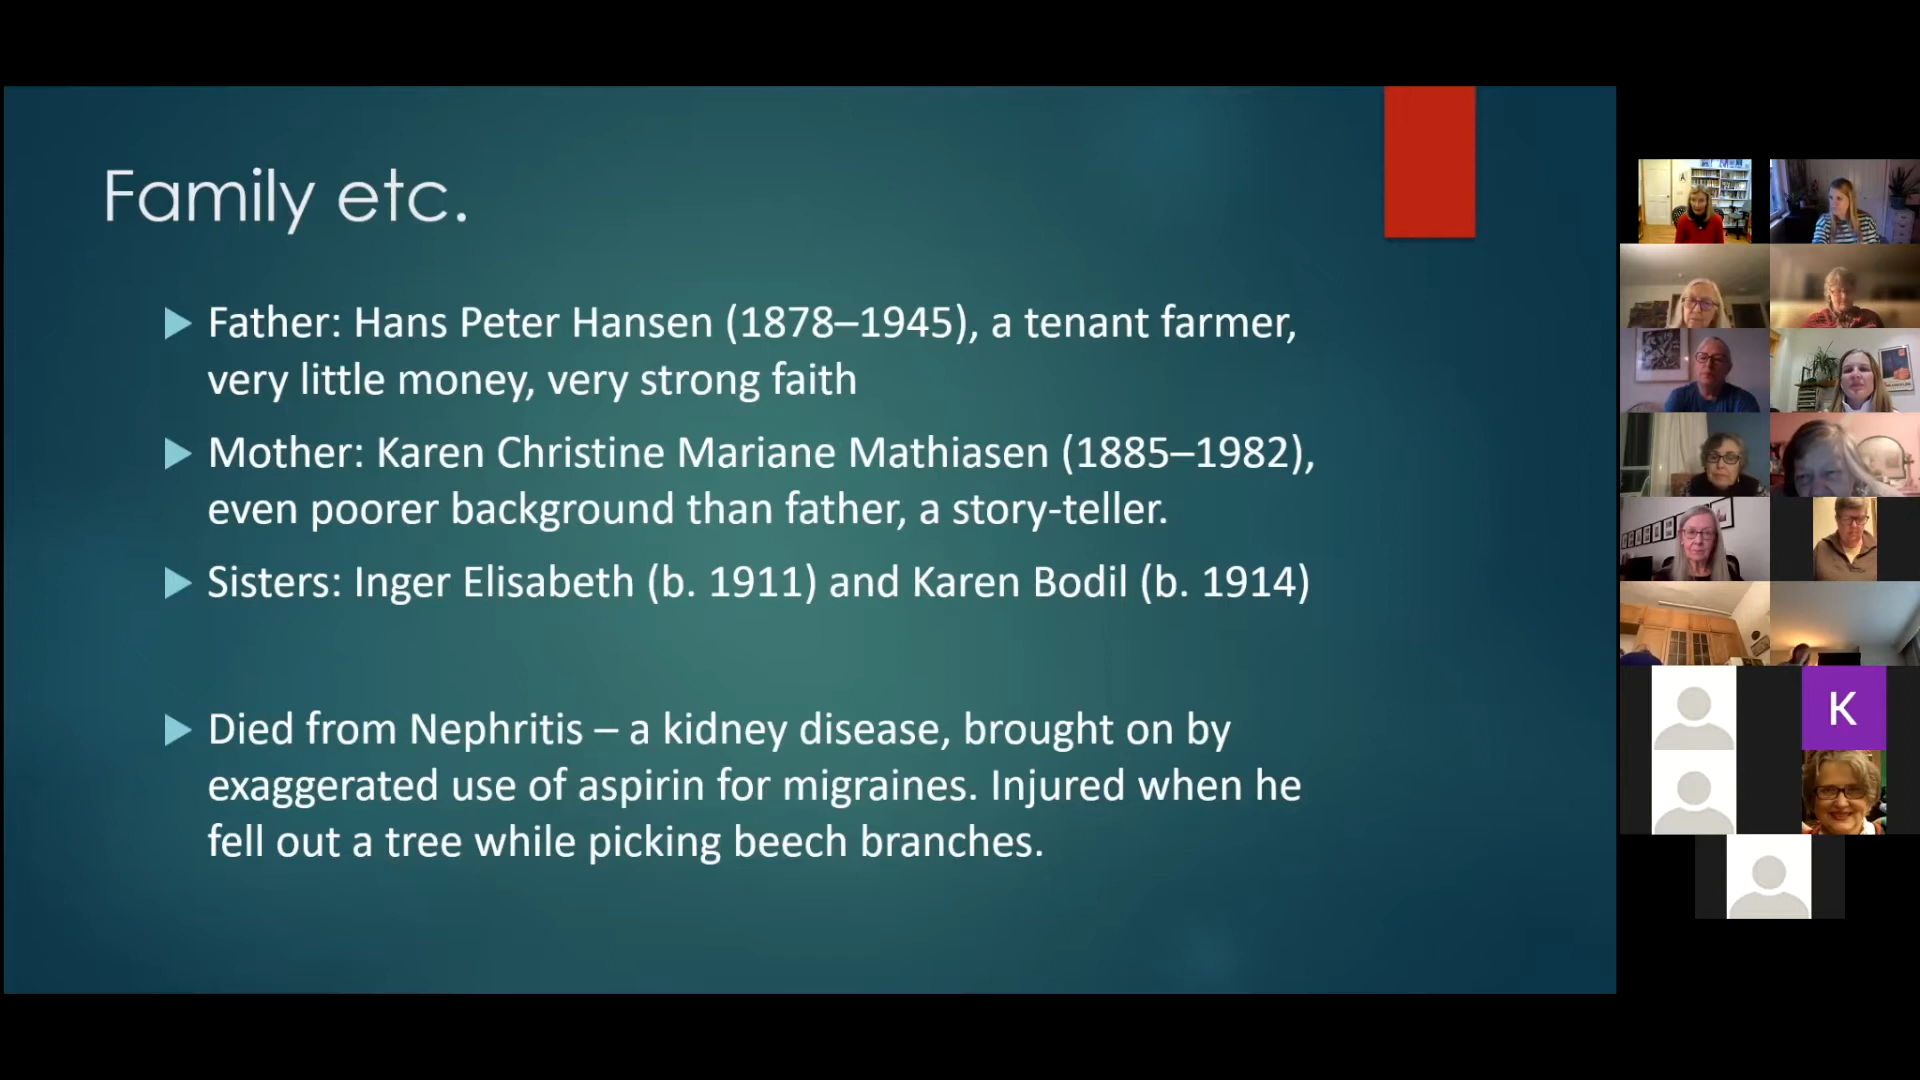 Family etc.
Father: Hans Peter Hansen (1878–1945), a tenant farmer,
very little money, very strong faith
Mother: Karen Christine Mariane Mathiasen (1885–1982),
even poorer background than father, a story-teller.
Sisters: Inger Elisabeth (b. 1911) and Karen Bodil (b. 1914)
Died from Nephritis – a kidney disease, brought on by
exaggerated use of aspirin for migraines. Injured when he
fell out a tree while picking beech branches.
K